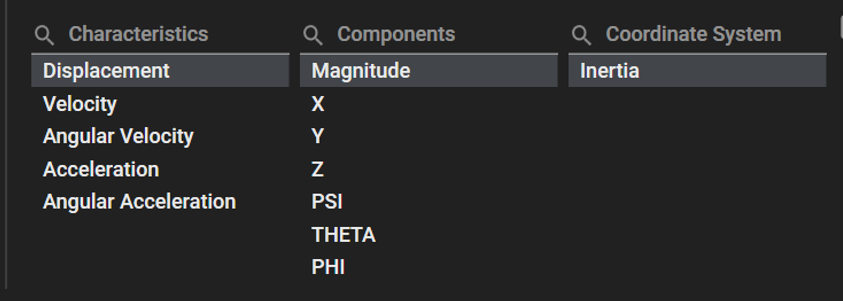 Characteristics Components Coordinate System
Displacement Magnitude Inertia
Velocity X
Angular Velocity Y
Acceleration Z
Angular Acceleration PSI
THETA
PHI